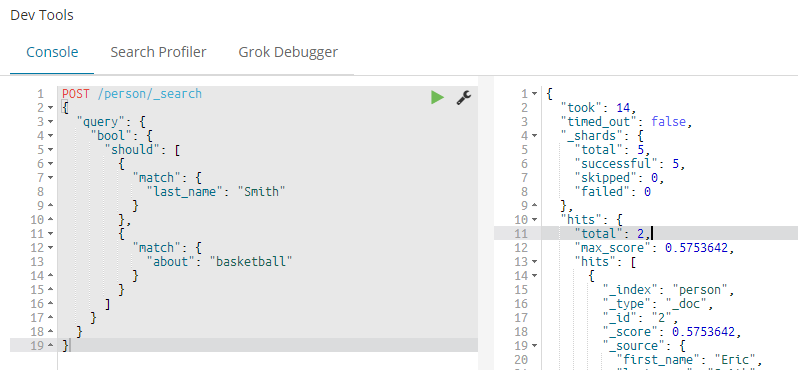 Dev Tools
Console Search Profiler Grok Debugger
1 POST /person/_search
2 {
3 "query": {
4 "bool": {
5 "should": [
6 {
7 "match": {
8 "last_name": "Smith"
9 }
10 },
11 {
12 "match": {
13 "about": "basketball"
14 }
15 }
16 ]
17 }
18 }
19 }
1 {
2 "took": 14,
3 "timed_out": false,
4 "_shards": {
5 "total": 5,
6 "successful": 5,
7 "skipped": 0,
8 "failed": 0
9 },
10 "hits": {
11 "total": 2,
12 "max_score": 0.5753642,
13 "hits": [
14 {
15 "_index": "person",
16 "_type": "_doc",
17 "_id": "2",
18 "_score": 0.5753642,
19 "_source": {
20 "first_name": "Eric",